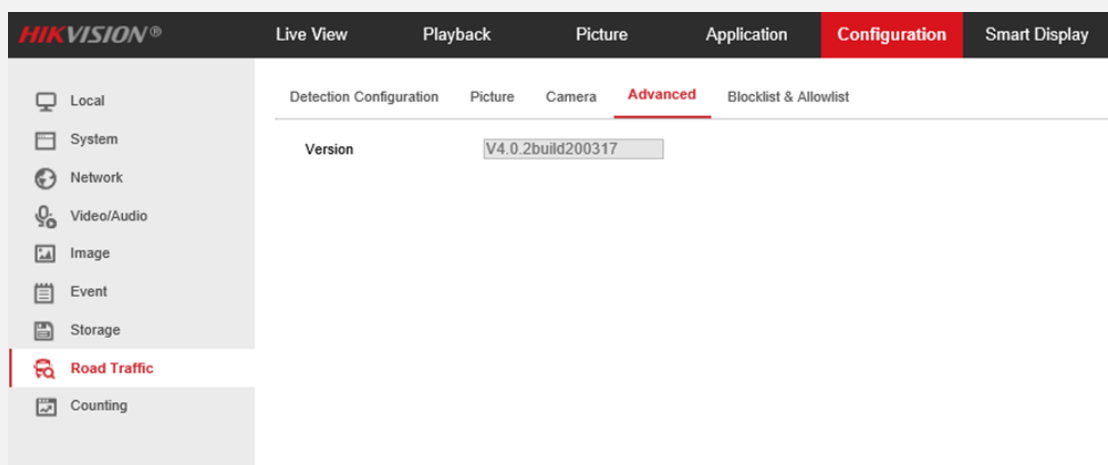 HIKVISION® Live View Playback Picture Application Configuration Smart Display
Local
System
Network
Video/Audio
Image
Event
Storage
Road Traffic
Counting
Detection Configuration Picture Camera Advanced Blocklist & Allowlist
Version V4.0.2build200317